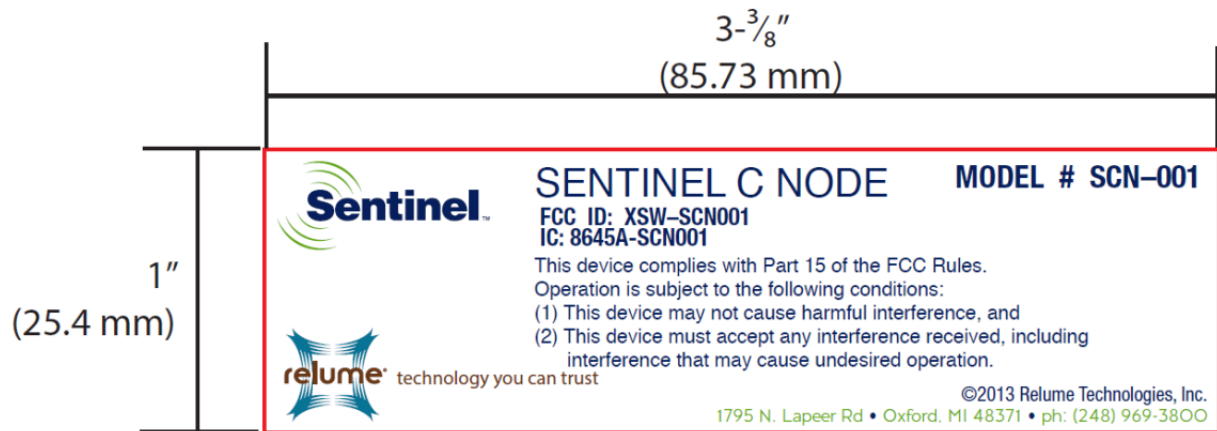 3-⅜"
(85.73 mm)
1"
(25.4 mm)
Sentinel™
SENTINEL C NODE
MODEL # SCN–001
FCC ID: XSW–SCN001
IC: 8645A-SCN001
This device complies with Part 15 of the FCC Rules.
Operation is subject to the following conditions:
(1) This device may not cause harmful interference, and
(2) This device must accept any interference received, including
interference that may cause undesired operation.
relume® technology you can trust
©2013 Relume Technologies, Inc.
1795 N. Lapeer Rd • Oxford, MI 48371 • ph: (248) 969-3800